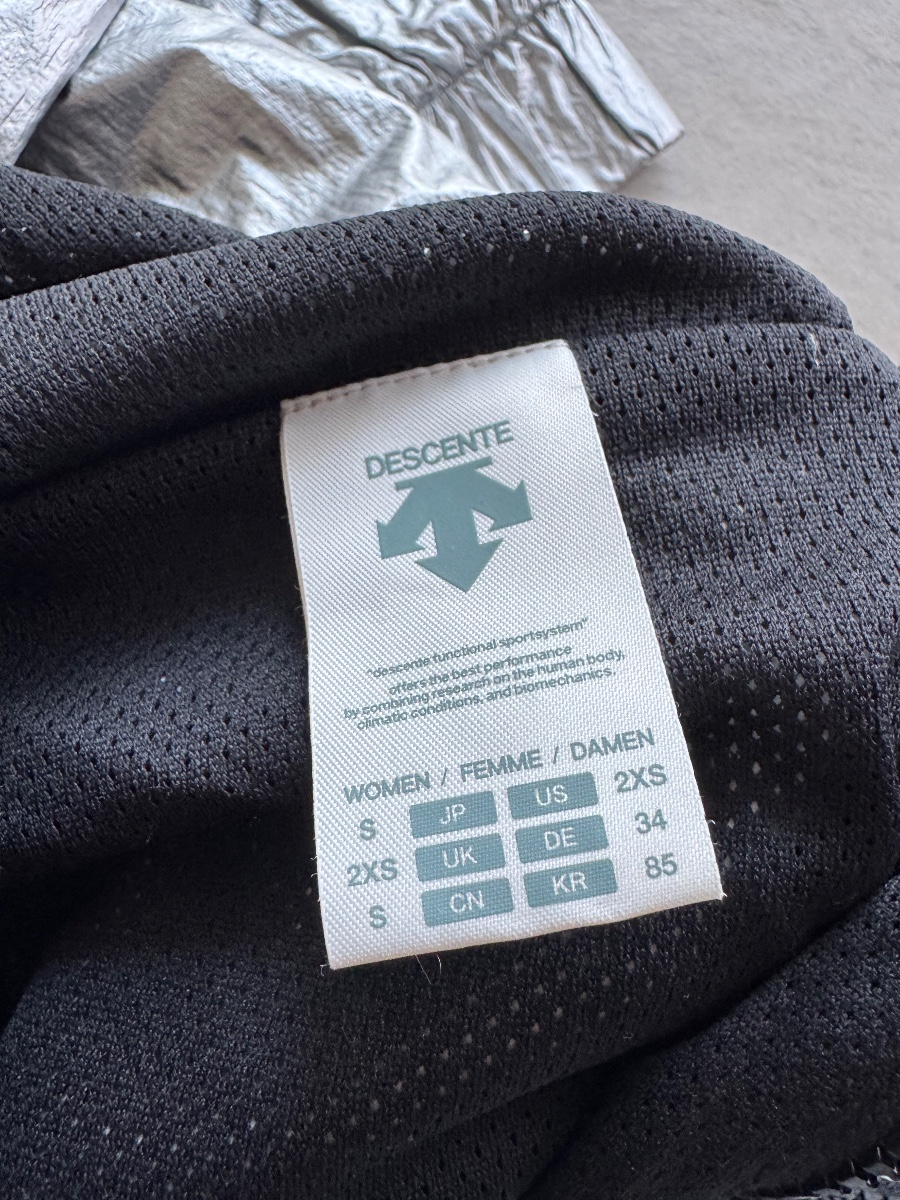 DESCENTE
"descente functional sportsystem"
offers the best performance
by combining research on the human body,
climatic conditions, and biomechanics.
WOMEN / FEMME / DAMEN
S JP US 2XS
2XS UK DE 34
S CN KR 85